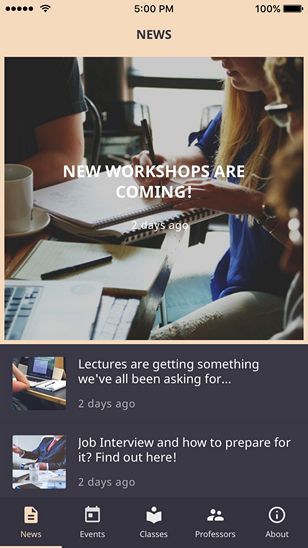 5:00 PM
100%
NEWS
NEW WORKSHOPS ARE
COMING!
2 days ago
Lectures are getting something
we've all been asking for...
2 days ago
Job Interview and how to prepare for
it? Find out here!
2 days ago
News
Events
Classes
Professors
About